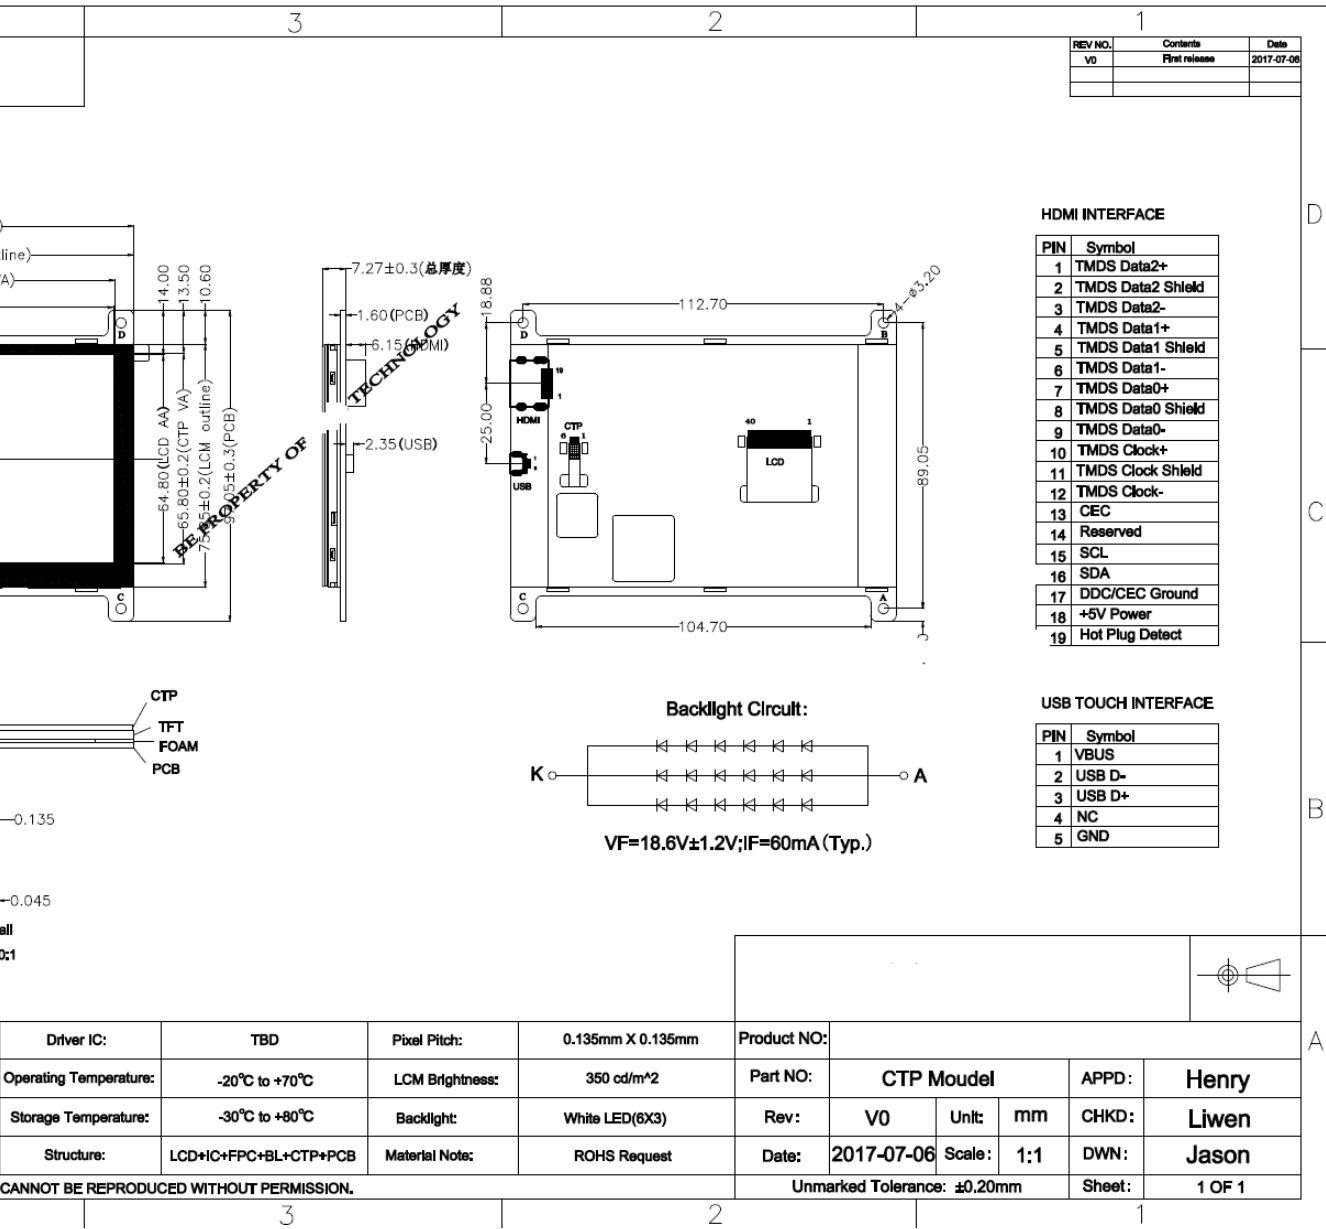 3
2
1
REV NO. Contents Date
V0 First release 2017-07-06
D
HDMI INTERFACE
PIN Symbol
1 TMDS Data2+
2 TMDS Data2 Shield
3 TMDS Data2-
4 TMDS Data1+
5 TMDS Data1 Shield
6 TMDS Data1-
7 TMDS Data0+
8 TMDS Data0 Shield
9 TMDS Data0-
10 TMDS Clock+
11 TMDS Clock Shield
12 TMDS Clock-
13 CEC
14 Reserved
15 SCL
16 SDA
17 DDC/CEC Ground
18 +5V Power
19 Hot Plug Detect
C
line)
A)
14.00
13.50
10.60
D
64.80(LCD AA)
65.80±0.2(CTP VA)
±0.2(LCM outline)
±0.3(PCB)
C
7.27±0.3(总厚度)
1.60(PCB)
6.15(HDMI)
2.35(USB)
BE PROPERTY OF TECHNOLOGY
18.88
25.00
112.70
4-ø3.20
D
B
19
1
HDMI
CTP
6 1
USB
40 1
LCD
89.05
C
A
104.70
CTP
TFT
FOAM
PCB
0.135
0.045
0:1
Backlight Circuit:
K
A
VF=18.6V±1.2V;IF=60mA(Typ.)
USB TOUCH INTERFACE
PIN Symbol
1 VBUS
2 USB D-
3 USB D+
4 NC
5 GND
B
A
Driver IC: TBD Pixel Pitch: 0.135mm X 0.135mm Product NO:
Operating Temperature: -20℃ to +70℃ LCM Brightness: 350 cd/m^2 Part NO: CTP Moudel APPD: Henry
Storage Temperature: -30℃ to +80℃ Backlight: White LED(6X3) Rev: V0 Unit: mm CHKD: Liwen
Structure: LCD+IC+FPC+BL+CTP+PCB Material Note: ROHS Request Date: 2017-07-06 Scale: 1:1 DWN: Jason
CANNOT BE REPRODUCED WITHOUT PERMISSION. Unmarked Tolerance: ±0.20mm Sheet: 1 OF 1
3
2
1